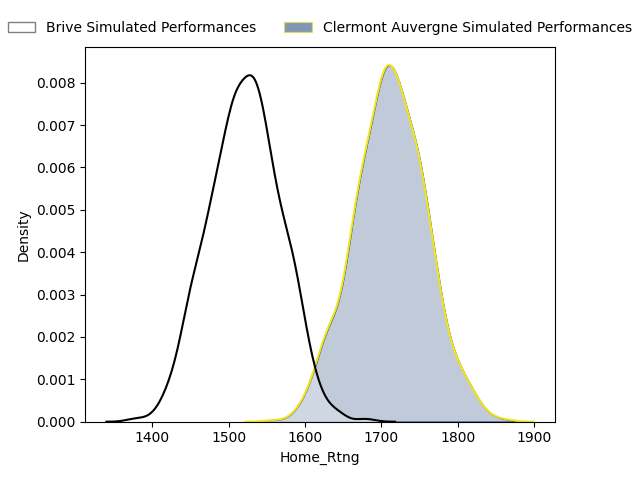 Brive Simulated Performances Clermont Auvergne Simulated Performances
0.008
0.007
0.006
0.005
0.004
0.003
0.002
0.001
0.000
Density
1400 1500 1600 1700 1800 1900
Home_Rtng